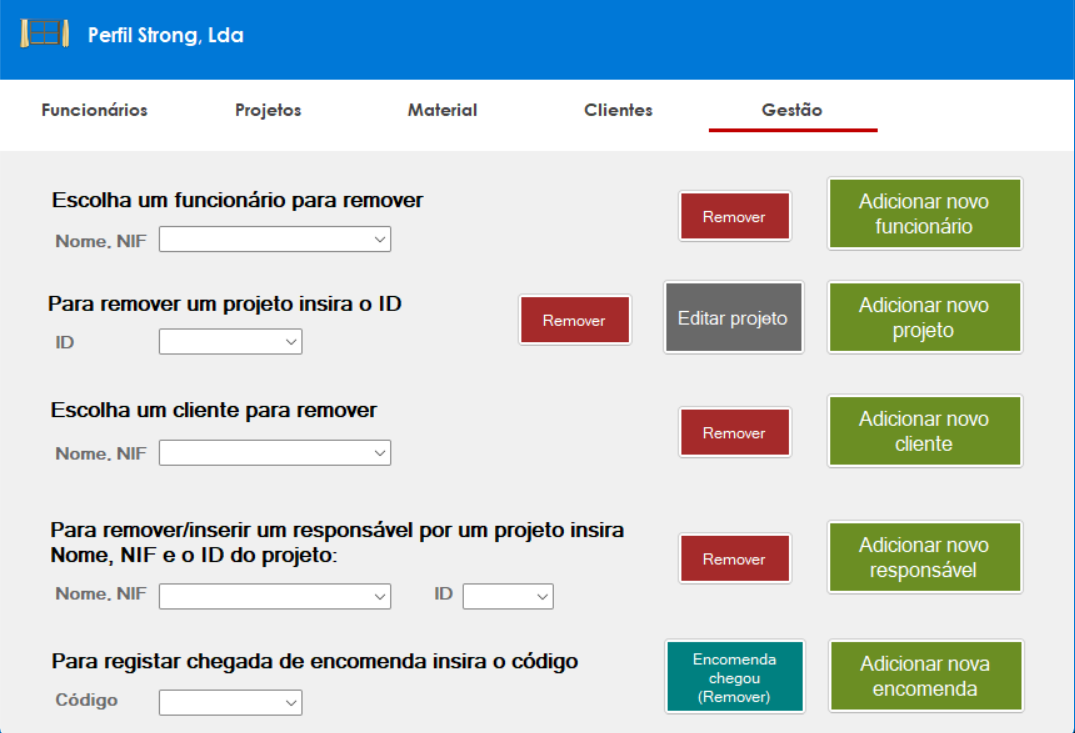 Perfil Strong, Lda
Funcionários Projetos Material Clientes Gestão
Escolha um funcionário para remover
Nome, NIF
Remover
Adicionar novo
funcionário
Para remover um projeto insira o ID
ID
Remover
Editar projeto
Adicionar novo
projeto
Escolha um cliente para remover
Nome, NIF
Remover
Adicionar novo
cliente
Para remover/inserir um responsável por um projeto insira
Nome, NIF e o ID do projeto:
Nome, NIF ID
Remover
Adicionar novo
responsável
Para registar chegada de encomenda insira o código
Código
Encomenda
chegou
(Remover)
Adicionar nova
encomenda